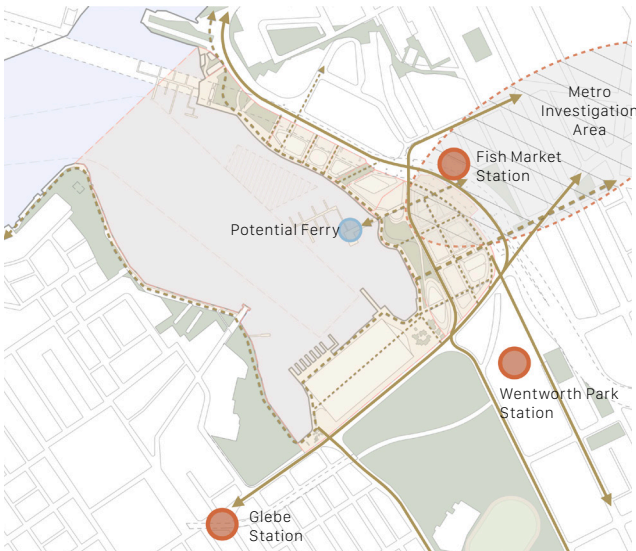 Metro
Investigation
Area
Fish Market
Station
Potential Ferry
Wentworth Park
Station
Glebe
Station